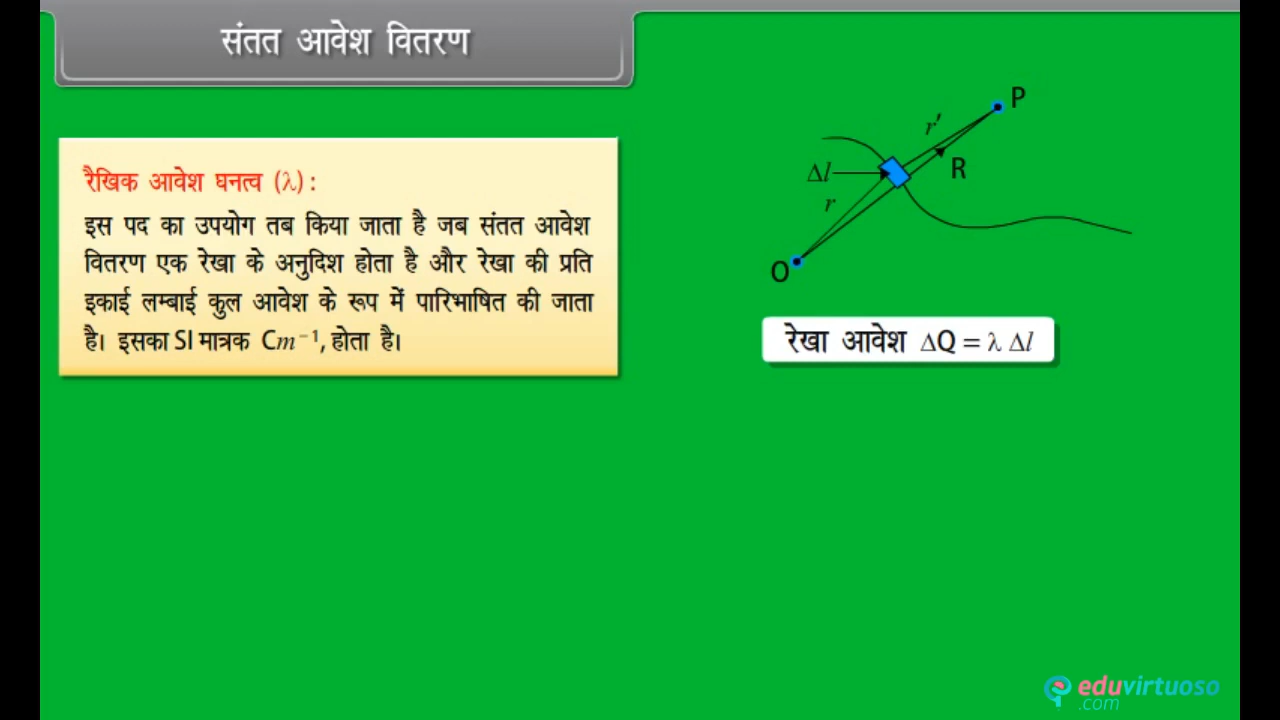 संतत आवेश वितरण
रैखिक आवेश घनत्व (λ) :
इस पद का उपयोग तब किया जाता है जब संतत आवेश
वितरण एक रेखा के अनुदिश होता है और रेखा की प्रति
इकाई लम्बाई कुल आवेश के रूप में पारिभाषित की जाता
है। इसका SI मात्रक Cm⁻¹, होता है।
P
r'
R
Δl
r
O
रेखा आवेश ΔQ = λ Δl
eduvirtuoso
.com